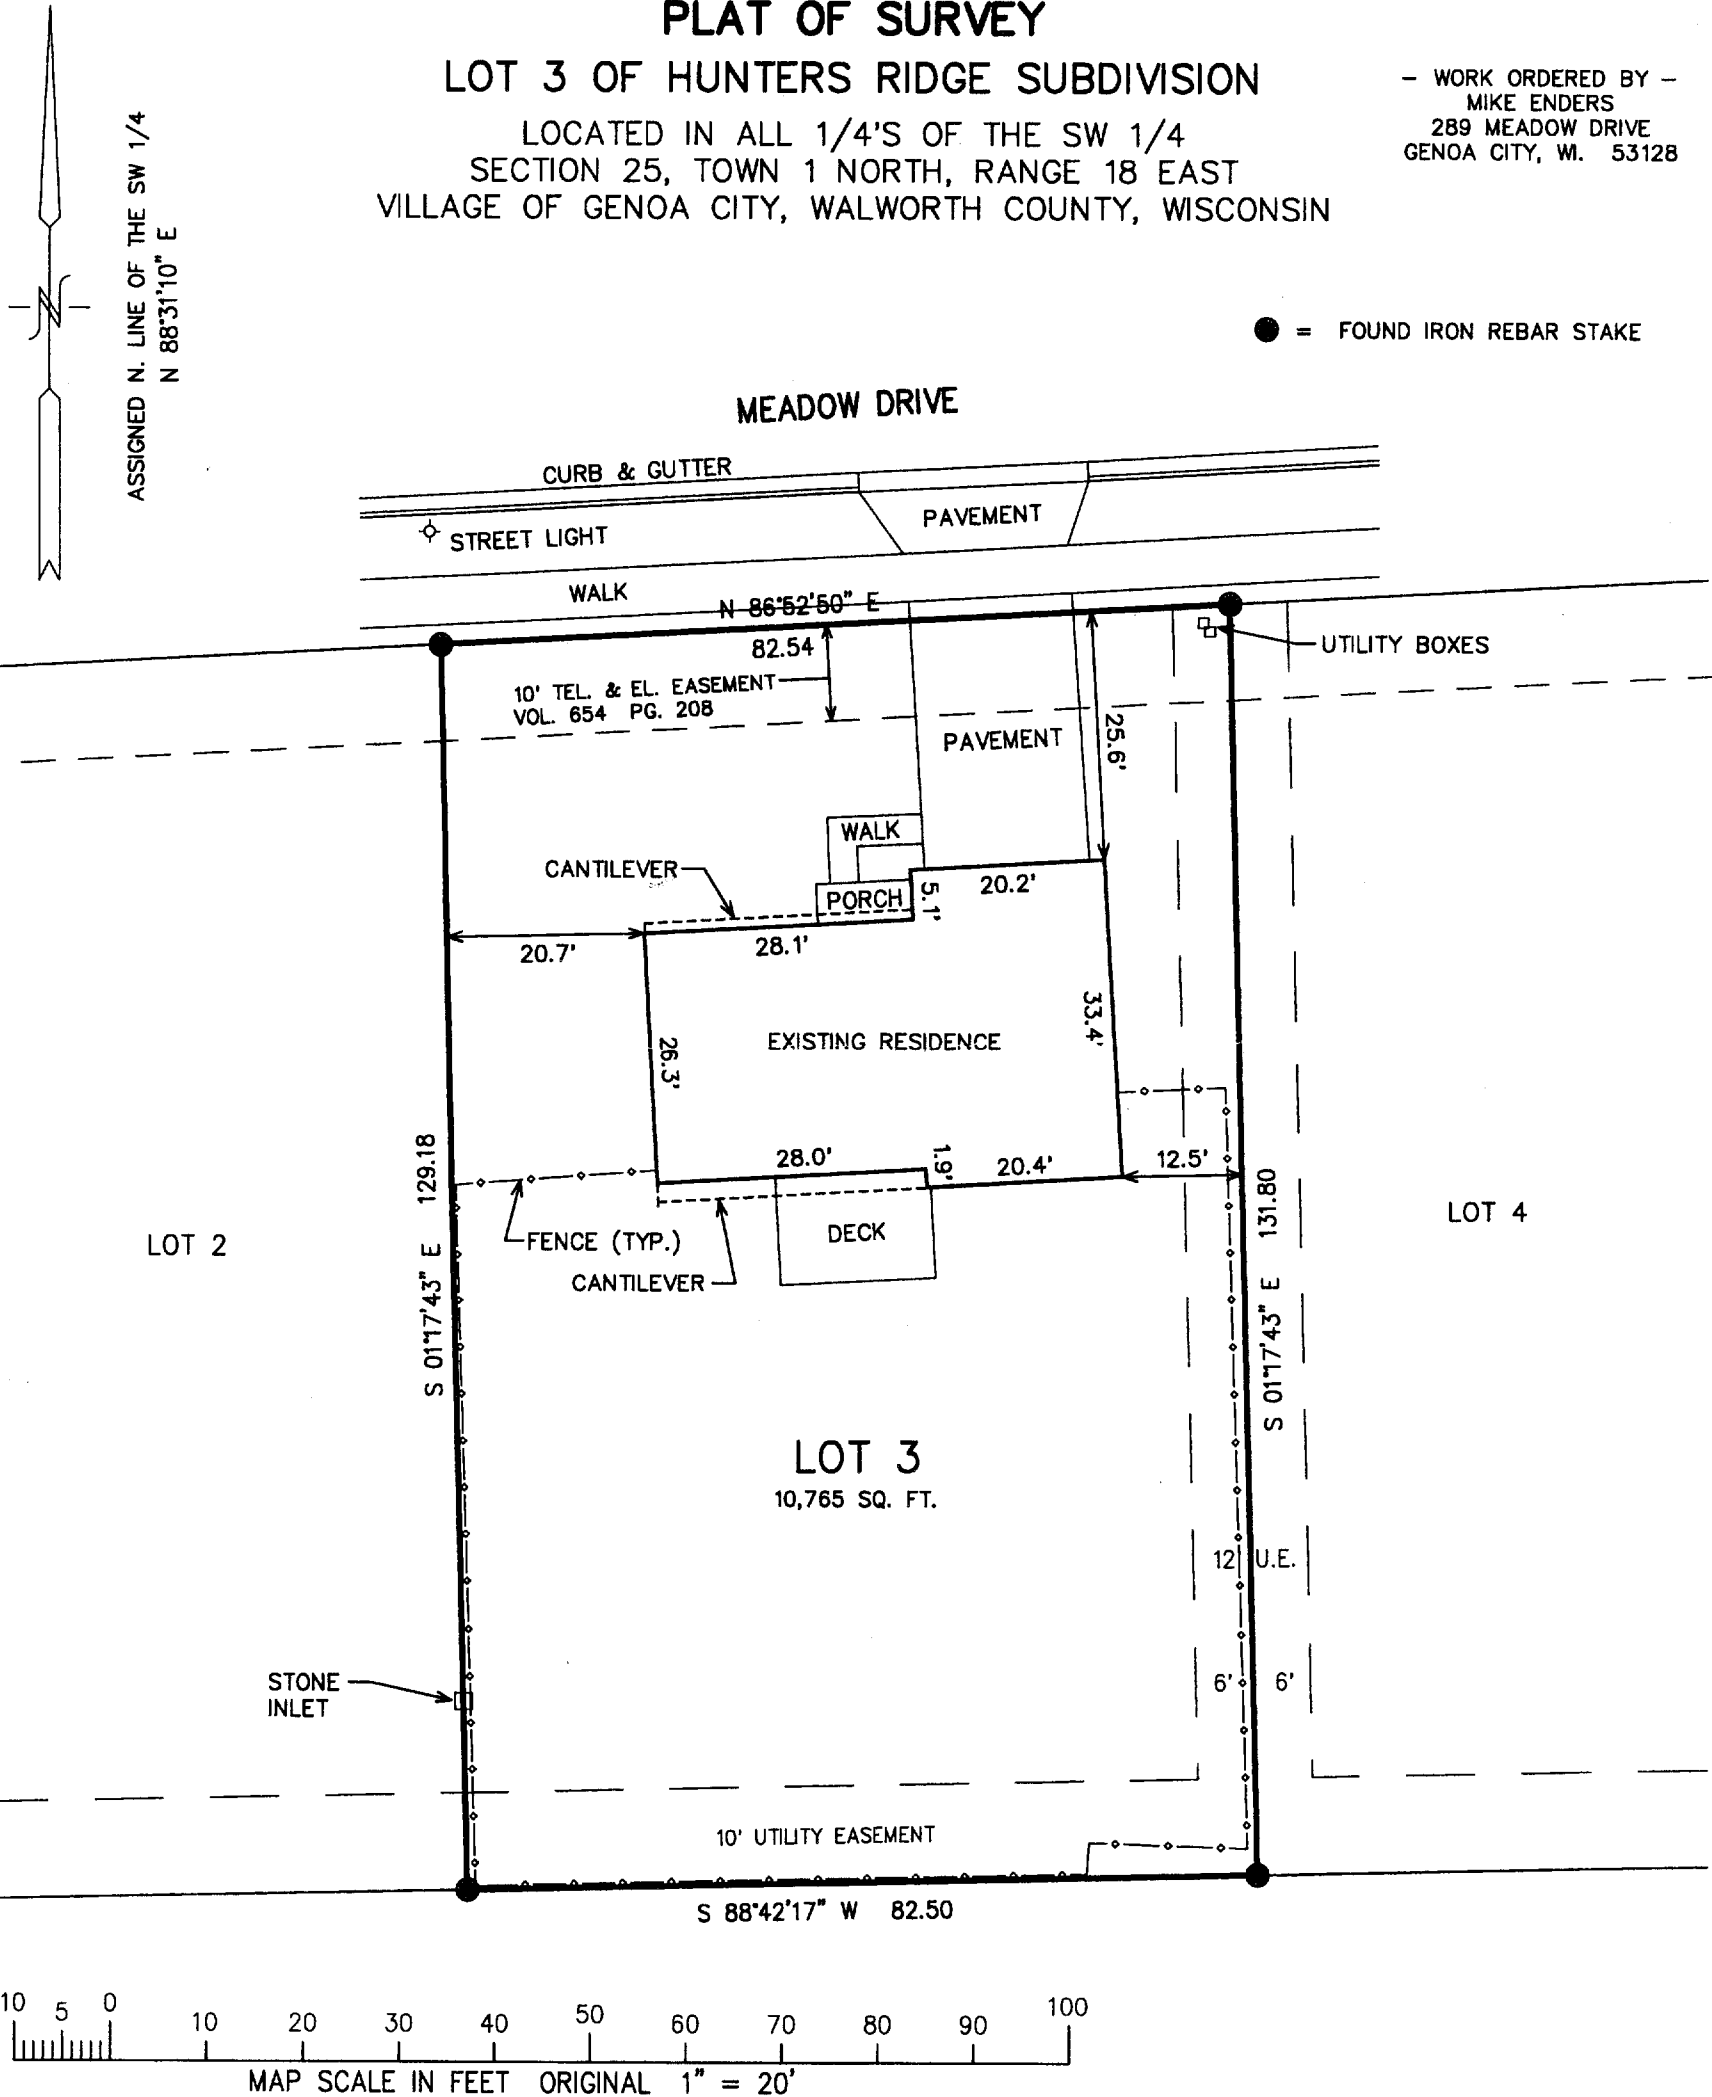 PLAT OF SURVEY
LOT 3 OF HUNTERS RIDGE SUBDIVISION
LOCATED IN ALL 1/4'S OF THE SW 1/4
SECTION 25, TOWN 1 NORTH, RANGE 18 EAST
VILLAGE OF GENOA CITY, WALWORTH COUNTY, WISCONSIN
- WORK ORDERED BY -
MIKE ENDERS
289 MEADOW DRIVE
GENOA CITY, WI. 53128
ASSIGNED N. LINE OF THE SW 1/4
N 88°31'10" E
N
= FOUND IRON REBAR STAKE
MEADOW DRIVE
CURB & GUTTER
PAVEMENT
STREET LIGHT
WALK
N 86°52'50" E
82.54
UTILITY BOXES
10' TEL. & EL. EASEMENT
VOL. 654 PG. 208
25.6'
PAVEMENT
WALK
CANTILEVER
PORCH
5.1'
20.2'
20.7'
28.1'
33.4'
EXISTING RESIDENCE
26.3'
28.0'
1.9'
20.4'
12.5'
S 01°17'43" E 129.18
S 01°17'43" E 131.80
LOT 2
FENCE (TYP.)
DECK
CANTILEVER
LOT 4
LOT 3
10,765 SQ. FT.
12 U.E.
6' 6'
STONE
INLET
10' UTILITY EASEMENT
S 88°42'17" W 82.50
10 5 0 10 20 30 40 50 60 70 80 90 100
MAP SCALE IN FEET ORIGINAL 1" = 20'